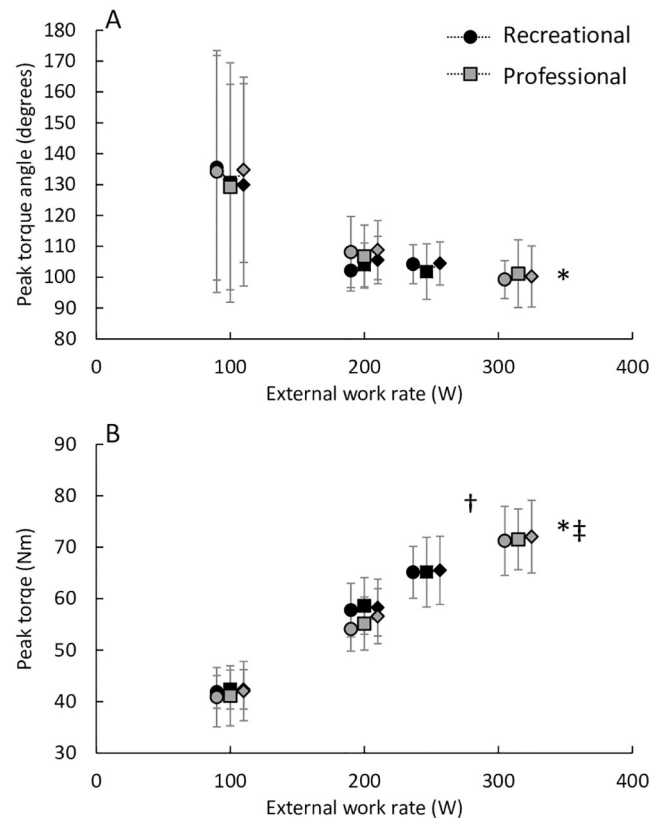 A
180
170
160
150
140
130
120
110
100
90
80
Peak torque angle (degrees)
Recreational
Professional
*
0 100 200 300 400
External work rate (W)
B
90
80
70
60
50
40
30
Peak torqe (Nm)
†
*‡
0 100 200 300 400
External work rate (W)